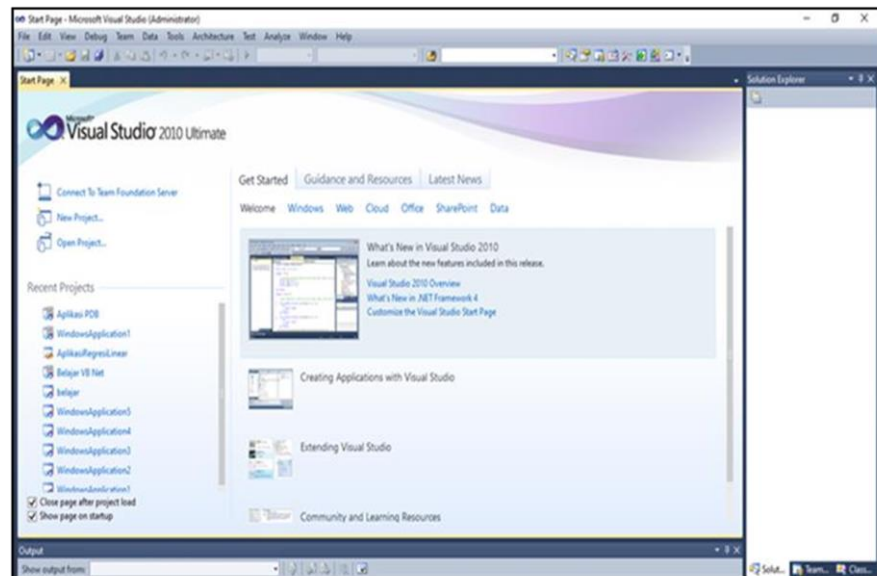 Start Page - Microsoft Visual Studio (Administrator)
File Edit View Debug Team Data Tools Architecture Test Analyze Window Help
Start Page X
Solution Explorer
Microsoft
Visual Studio 2010 Ultimate
Connect To Team Foundation Server
New Project...
Open Project...
Recent Projects
Aplikasi PDB
WindowsApplication1
AplikasiRegresiLinear
Belajar VB Net
belajar
WindowsApplication5
WindowsApplication4
WindowsApplication3
WindowsApplication2
WindowsApplication1
Close page after project load
Show page on startup
Get Started Guidance and Resources Latest News
Welcome Windows Web Cloud Office SharePoint Data
What's New in Visual Studio 2010
Learn about the new features included in this release.
Visual Studio 2010 Overview
What's New in .NET Framework 4
Customize the Visual Studio Start Page
Creating Applications with Visual Studio
Extending Visual Studio
Community and Learning Resources
Output
Show output from:
Solut... Team... Class...